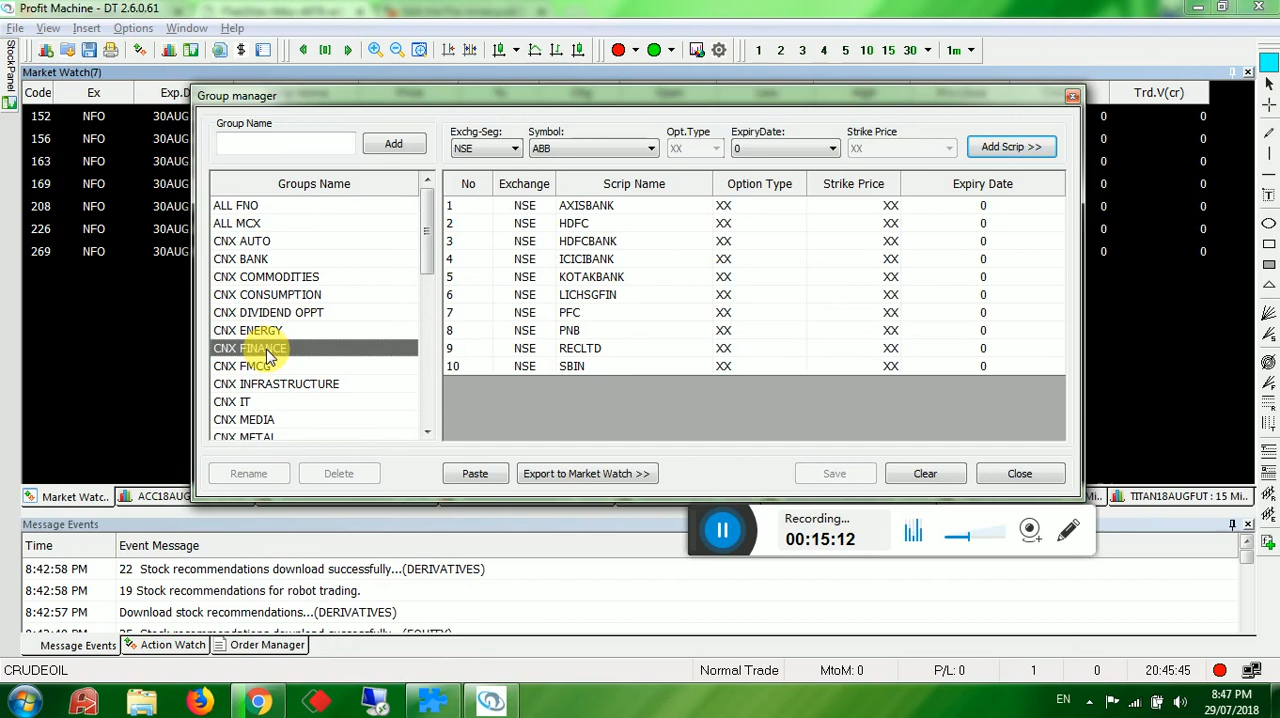 Profit Machine - DT 2.6.0.61
File View Insert Options Window Help
1 2 3 4 5 10 15 30 1m
StockPanel
Market Watch(7)
Code Ex Exp.D Trd.V(cr)
152 NFO 30AUG 0 0
156 NFO 30AUG 0 0
163 NFO 30AUG 0 0
169 NFO 30AUG 0 0
208 NFO 30AUG 0 0
226 NFO 30AUG 0 0
269 NFO 30AUG 0 0
Group manager
Group Name
Add
Exchg-Seg: Symbol: Opt.Type ExpiryDate: Strike Price
NSE ABB XX 0 XX Add Scrip >>
Groups Name
ALL FNO
ALL MCX
CNX AUTO
CNX BANK
CNX COMMODITIES
CNX CONSUMPTION
CNX DIVIDEND OPPT
CNX ENERGY
CNX FINANCE
CNX FMCG
CNX INFRASTRUCTURE
CNX IT
CNX MEDIA
CNX METAL
No Exchange Scrip Name Option Type Strike Price Expiry Date
1 NSE AXISBANK XX XX 0
2 NSE HDFC XX XX 0
3 NSE HDFCBANK XX XX 0
4 NSE ICICIBANK XX XX 0
5 NSE KOTAKBANK XX XX 0
6 NSE LICHSGFIN XX XX 0
7 NSE PFC XX XX 0
8 NSE PNB XX XX 0
9 NSE RECLTD XX XX 0
10 NSE SBIN XX XX 0
Rename Delete Paste Export to Market Watch >> Save Clear Close
Market Watc.. ACC18AUG Mi... TITAN18AUGFUT : 15 Mi...
Recording...
00:15:12
Message Events
Time Event Message
8:42:58 PM 22 Stock recommendations download successfully...(DERIVATIVES)
8:42:58 PM 19 Stock recommendations for robot trading.
8:42:57 PM Download stock recommendations...(DERIVATIVES)
Message Events Action Watch Order Manager
CRUDEOIL Normal Trade MtoM: 0 P/L: 0 1 0 20:45:45
EN 8:47 PM
29/07/2018